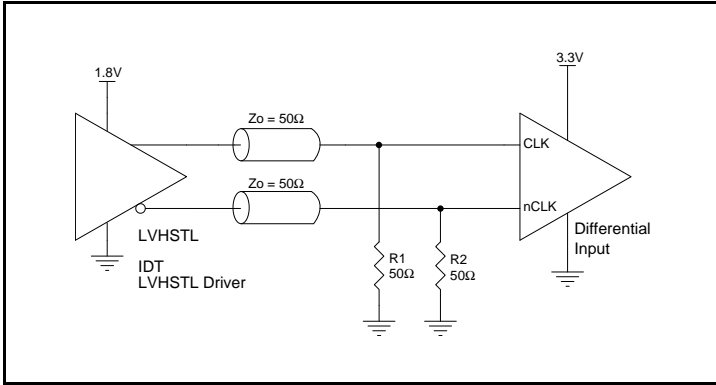 1.8V
3.3V
Zo = 50Ω
CLK
Zo = 50Ω
nCLK
Differential
Input
LVHSTL
IDT
LVHSTL Driver
R1
50Ω
R2
50Ω